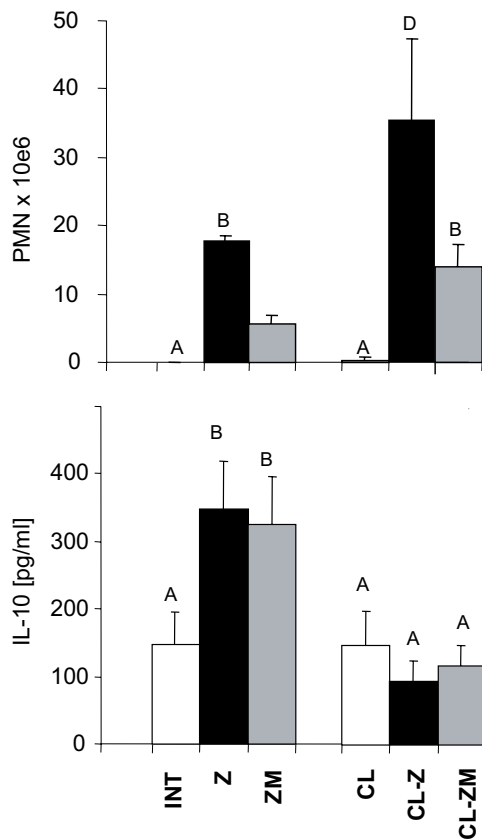 50
40
30
20
10
0
PMN x 10e6
A
B
A
D
B
400
300
200
100
0
IL-10 [pg/ml]
A
B
B
A
A
A
INT
Z
ZM
CL
CL-Z
CL-ZM